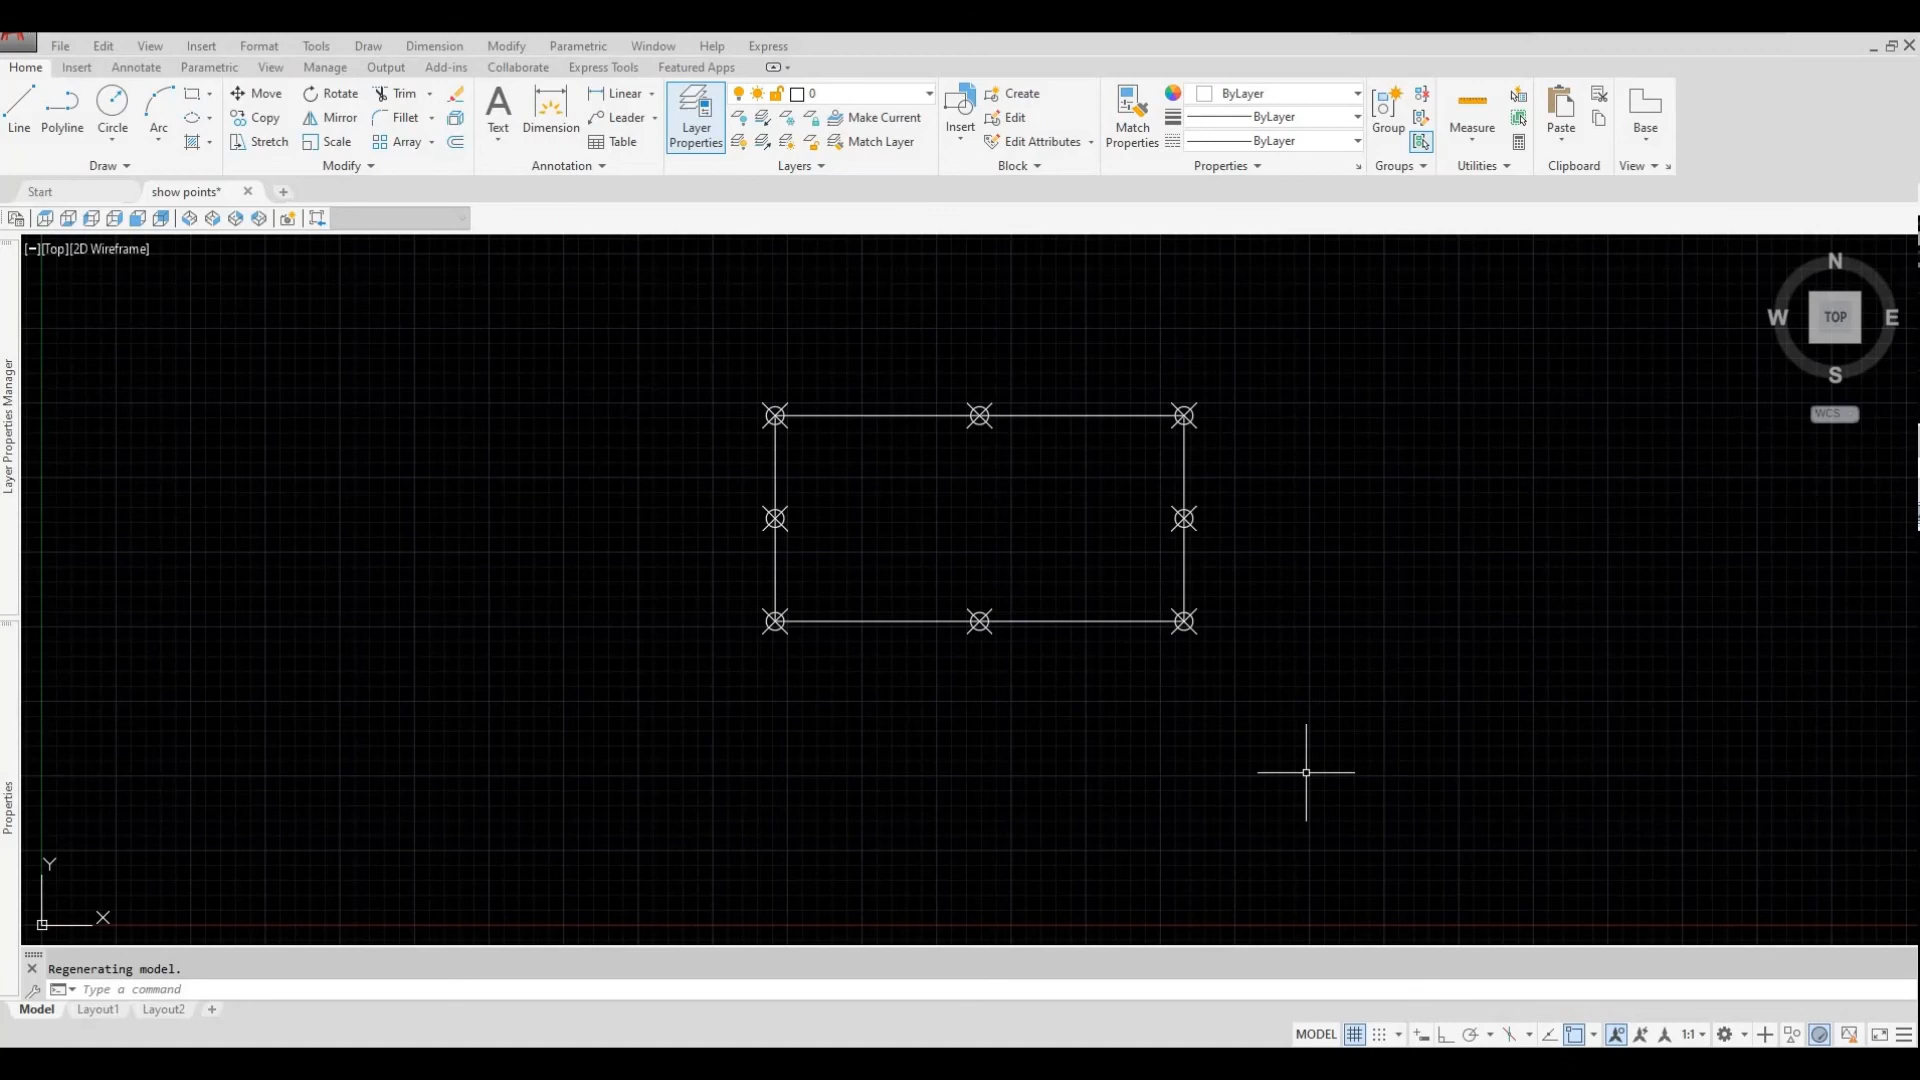 File Edit View Insert Format Tools Draw Dimension Modify Parametric Window Help Express
Home Insert Annotate Parametric View Manage Output Add-ins Collaborate Express Tools Featured Apps
Line Polyline Circle Arc
Draw
Move Rotate Trim
Copy Mirror Fillet
Stretch Scale Array
Modify
Text Dimension
Linear
Leader
Table
Annotation
Layer Properties
0
Make Current
Match Layer
Layers
Insert
Create
Edit
Edit Attributes
Block
Match Properties
ByLayer
ByLayer
ByLayer
Properties
Group
Groups
Measure
Utilities
Paste
Clipboard
Base
View
Start show points*
[−][Top][2D Wireframe]
N
W TOP E
S
WCS
Layer Properties Manager
Properties
Y
X
Regenerating model.
Type a command
Model Layout1 Layout2
MODEL 1:1